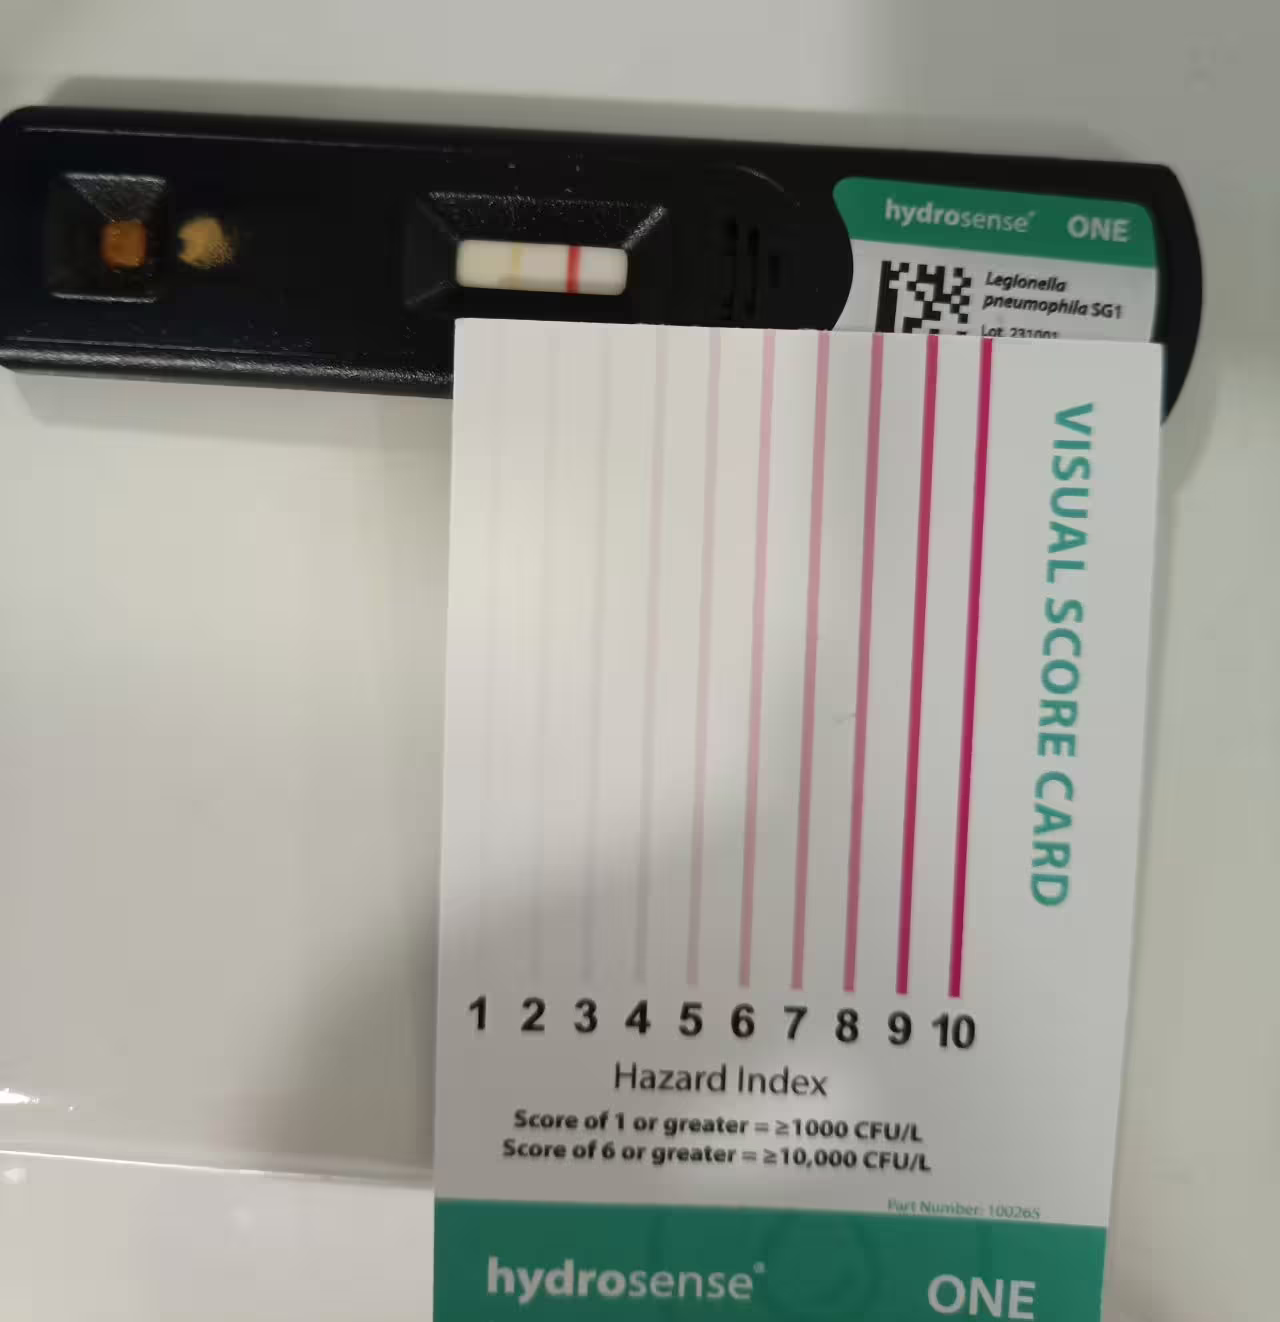 hydrosense® ONE
Legionella
pneumophila SG1
Lot. 231001
VISUAL SCORE CARD
1 2 3 4 5 6 7 8 9 10
Hazard Index
Score of 1 or greater = ≥1000 CFU/L
Score of 6 or greater = ≥10,000 CFU/L
Part Number: 100265
hydrosense® ONE